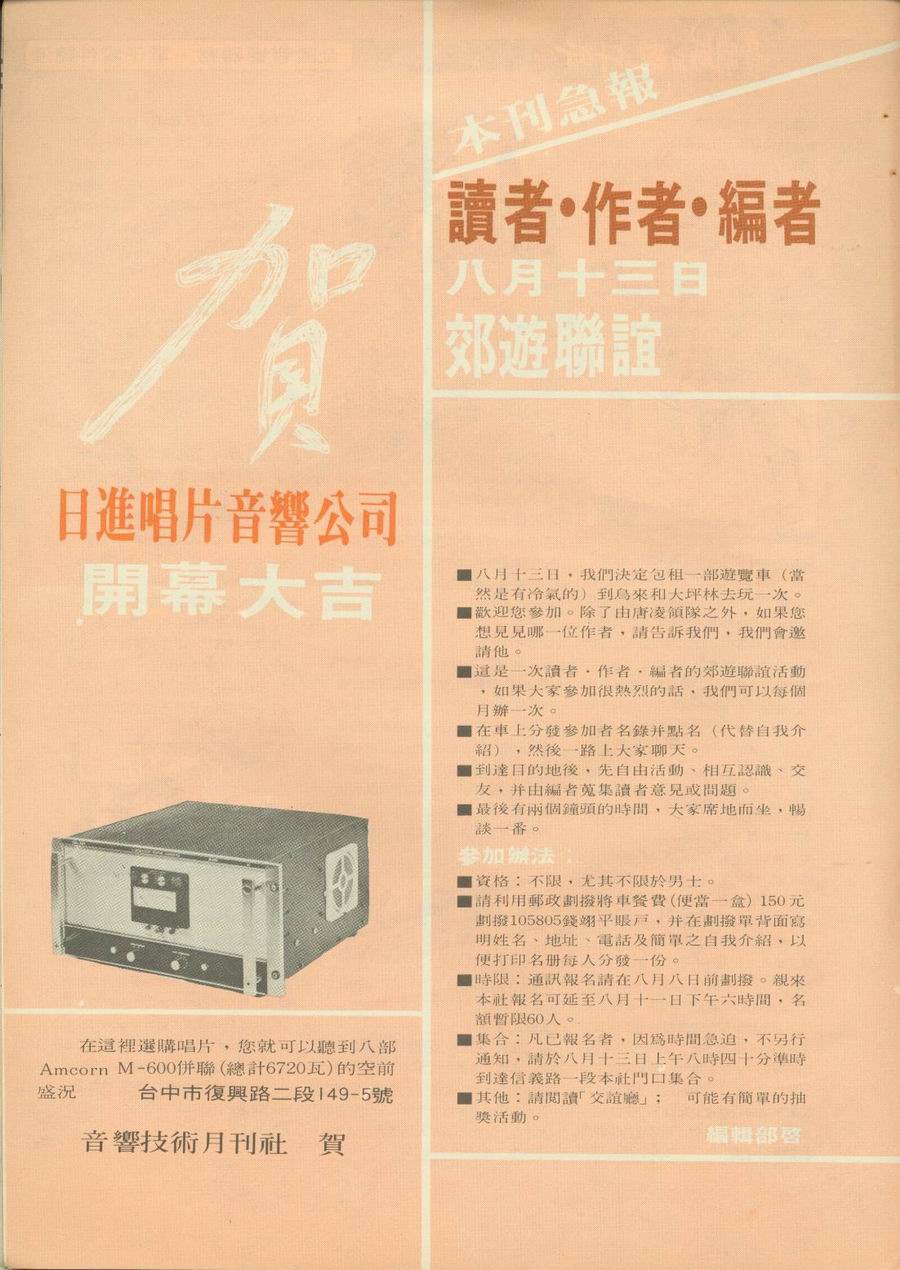 本刊急報
讀者•作者•編者
八月十三日
郊遊聯誼
■八月十三日，我們決定包租一部遊覽車（當
然是有冷氣的）到烏來和大坪林去玩一次。
■歡迎您參加。除了由唐凌領隊之外，如果您
想見見哪一位作者，請告訴我們，我們會邀
請他。
■這是一次讀者・作者・編者的郊遊聯誼活動
，如果大家參加很熱烈的話，我們可以每個
月辦一次。
■在車上分發參加者名錄并點名（代替自我介
紹），然後一路上大家聊天。
■到達目的地後，先自由活動、相互認識、交
友，并由編者蒐集讀者意見或問題。
■最後有兩個鐘頭的時間，大家席地而坐，暢
談一番。
參加辦法：
■資格：不限，尤其不限於男士。
■請利用郵政劃撥將車餐費(便當一盒) 150元
劃撥105805錢翊平賬戶，并在劃撥單背面寫
明姓名、地址、電話及簡單之自我介紹，以
便打印名册每人分發一份。
■時限：通訊報名請在八月八日前劃撥。親來
本社報名可延至八月十一日下午六時間，名
額暫限60人。
■集合：凡已報名者，因爲時間急迫，不另行
通知，請於八月十三日上午八時四十分準時
到達信義路一段本社門口集合。
■其他：請閱讀「交誼廳」； 可能有簡單的抽
獎活動。
編輯部啓
賀
日進唱片音響公司
開幕大吉
在這裡選購唱片，您就可以聽到八部
Amcorn M-600併聯(總計6720瓦)的空前
盛況 台中市復興路二段149-5號
音響技術月刊社 賀